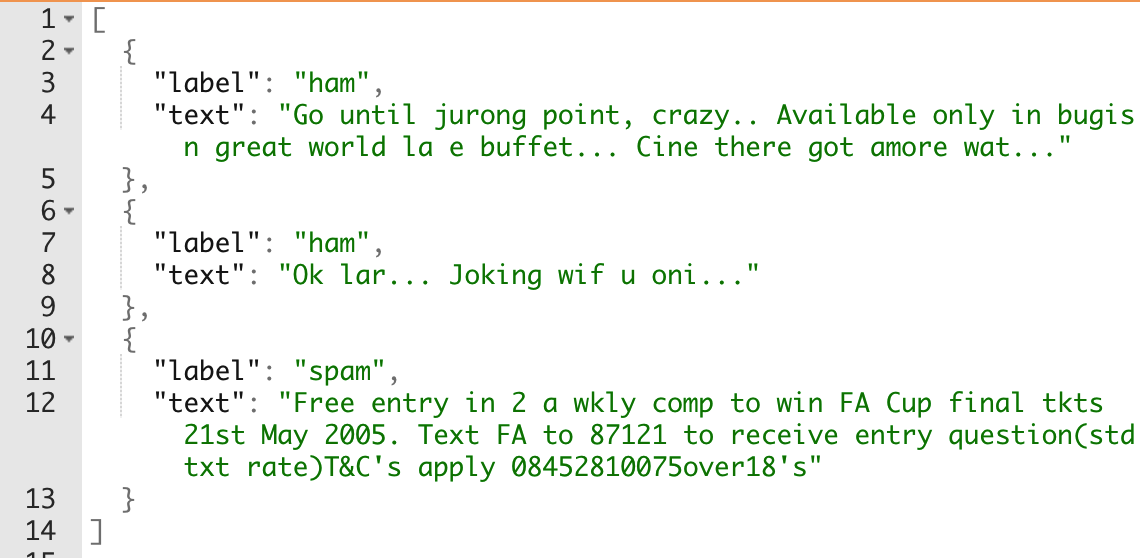 1 [
2 {
3 "label": "ham",
4 "text": "Go until jurong point, crazy.. Available only in bugis
n great world la e buffet... Cine there got amore wat..."
5 },
6 {
7 "label": "ham",
8 "text": "Ok lar... Joking wif u oni..."
9 },
10 {
11 "label": "spam",
12 "text": "Free entry in 2 a wkly comp to win FA Cup final tkts
21st May 2005. Text FA to 87121 to receive entry question(std
txt rate)T&C's apply 08452810075over18's"
13 }
14 ]
15